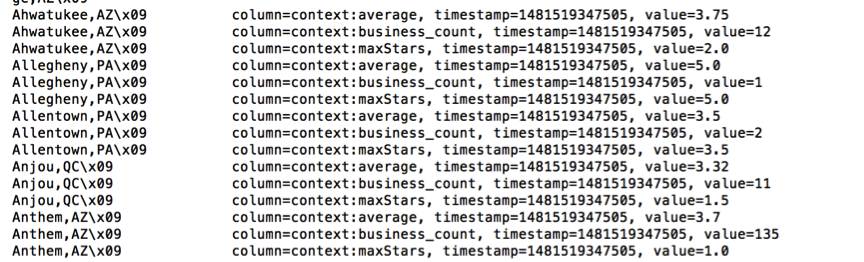 Ahwatukee,AZ\x09 column=context:average, timestamp=1481519347505, value=3.75
Ahwatukee,AZ\x09 column=context:business_count, timestamp=1481519347505, value=12
Ahwatukee,AZ\x09 column=context:maxStars, timestamp=1481519347505, value=2.0
Allegheny,PA\x09 column=context:average, timestamp=1481519347505, value=5.0
Allegheny,PA\x09 column=context:business_count, timestamp=1481519347505, value=1
Allegheny,PA\x09 column=context:maxStars, timestamp=1481519347505, value=5.0
Allentown,PA\x09 column=context:average, timestamp=1481519347505, value=3.5
Allentown,PA\x09 column=context:business_count, timestamp=1481519347505, value=2
Allentown,PA\x09 column=context:maxStars, timestamp=1481519347505, value=3.5
Anjou,QC\x09 column=context:average, timestamp=1481519347505, value=3.32
Anjou,QC\x09 column=context:business_count, timestamp=1481519347505, value=11
Anjou,QC\x09 column=context:maxStars, timestamp=1481519347505, value=1.5
Anthem,AZ\x09 column=context:average, timestamp=1481519347505, value=3.7
Anthem,AZ\x09 column=context:business_count, timestamp=1481519347505, value=135
Anthem,AZ\x09 column=context:maxStars, timestamp=1481519347505, value=1.0